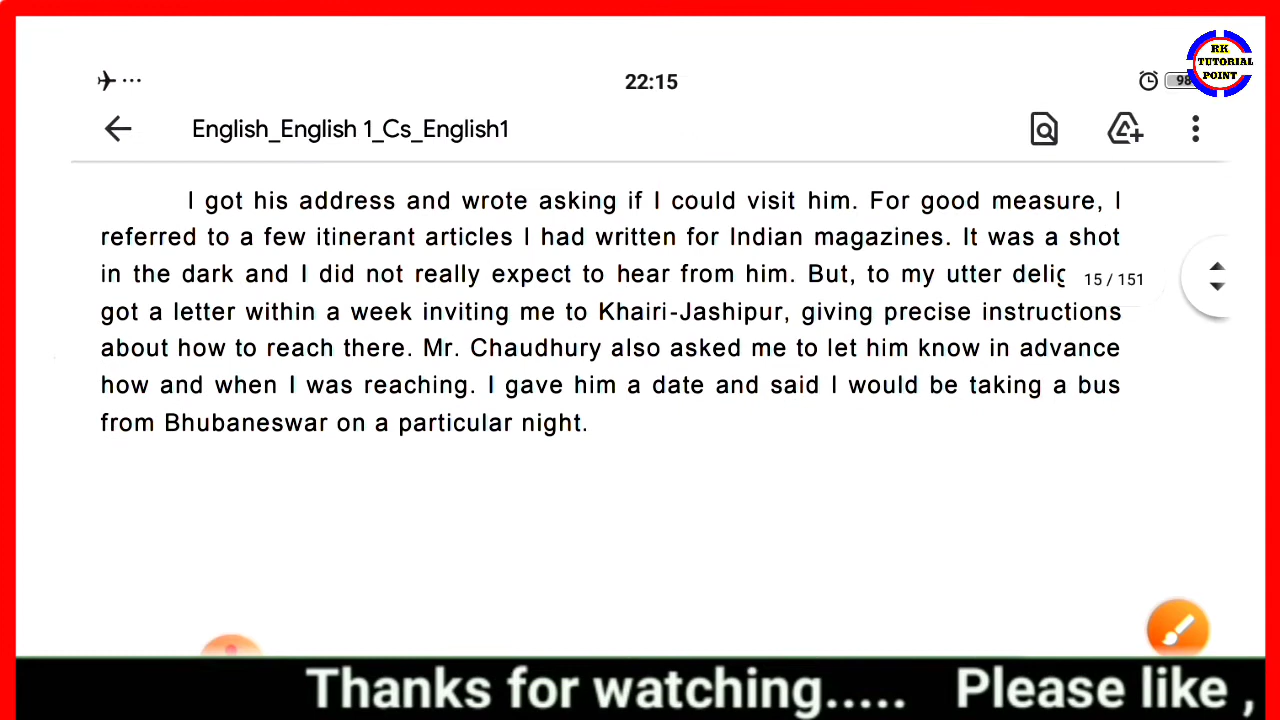 RK
TUTORIAL
POINT
22:15
98
English_English 1_Cs_English1
I got his address and wrote asking if I could visit him. For good measure, I
referred to a few itinerant articles I had written for Indian magazines. It was a shot
in the dark and I did not really expect to hear from him. But, to my utter
15 / 151
got a letter within a week inviting me to Khairi-Jashipur, giving precise instructions
about how to reach there. Mr. Chaudhury also asked me to let him know in advance
how and when I was reaching. I gave him a date and said I would be taking a bus
from Bhubaneswar on a particular night.
Thanks for watching..... Please like ,